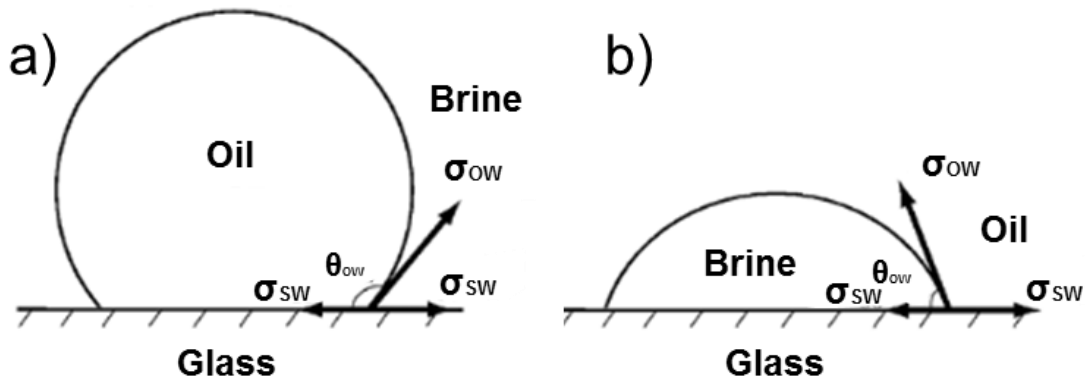 a)
Oil
Brine
σow
θow
σsw
σsw
Glass
b)
σow
Oil
Brine
θow
σsw
σsw
Glass